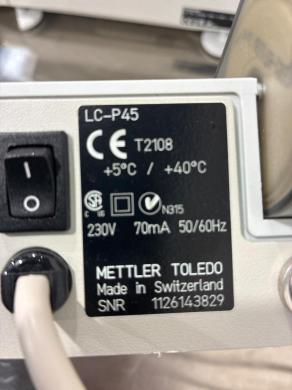 LC-P45
CE T2108
+5°C / +40°C
N315
230V 70mA 50/60Hz
METTLER TOLEDO
Made in Switzerland
SNR 1126143829
I
O